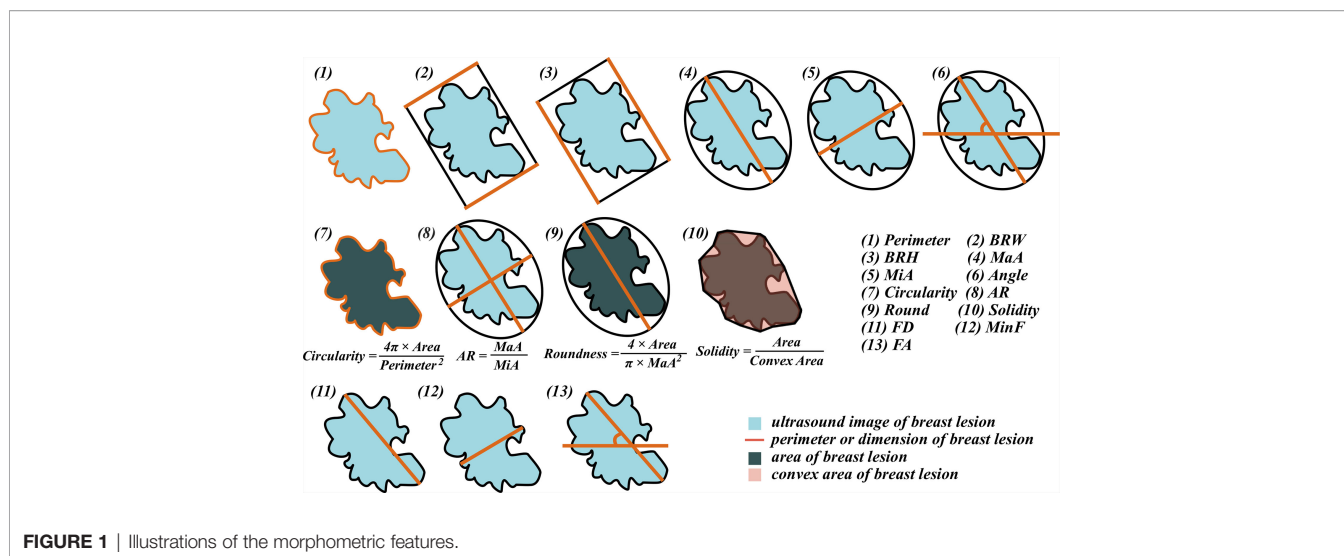 (1) (2) (3) (4) (5) (6)
(7) (8) (9) (10)
(1) Perimeter (2) BRW
(3) BRH (4) MaA
(5) MiA (6) Angle
(7) Circularity (8) AR
(9) Round (10) Solidity
(11) FD (12) MinF
(13) FA
Circularity = 4π × Area / Perimeter² AR = MaA / MiA Roundness = 4 × Area / π × MaA² Solidity = Area / Convex Area
(11) (12) (13)
ultrasound image of breast lesion
perimeter or dimension of breast lesion
area of breast lesion
convex area of breast lesion
FIGURE 1 | Illustrations of the morphometric features.